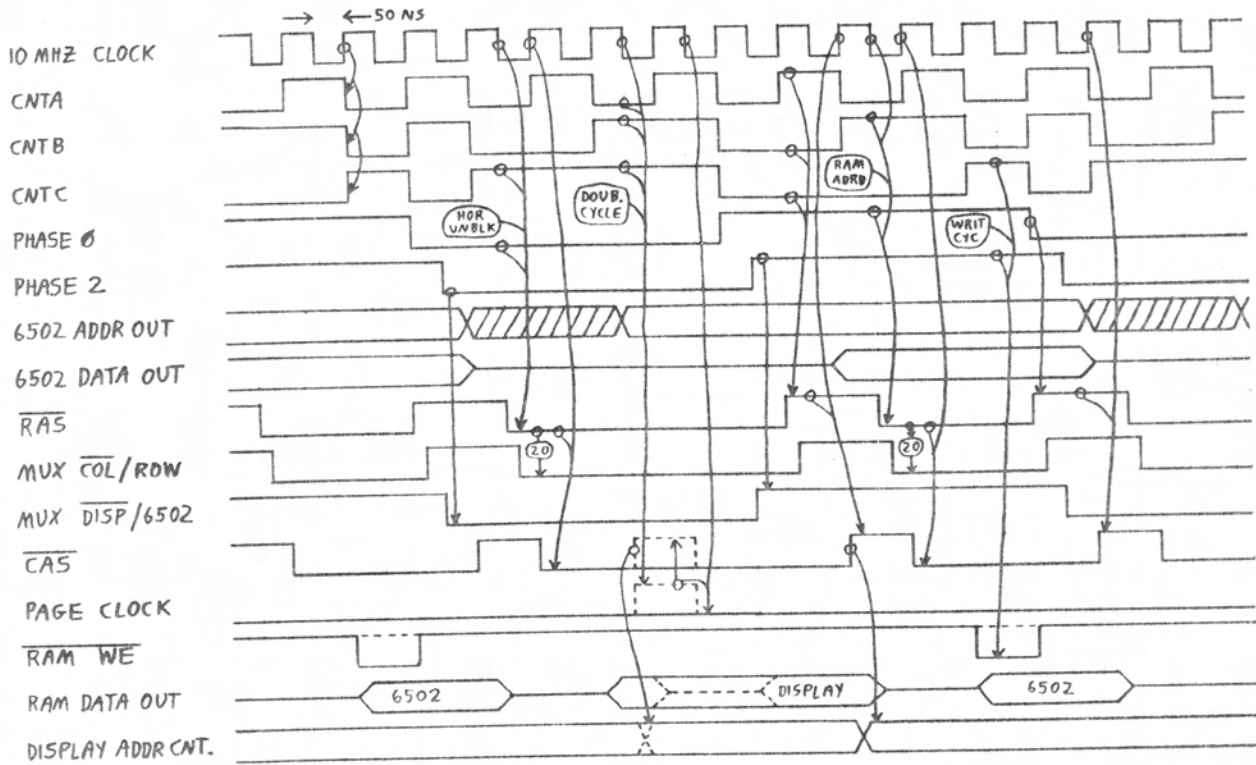 → ←50 NS
10 MHZ CLOCK
CNTA
CNTB
CNTC
HOR UNBLK
DOUB. CYCLE
RAM ADRD
WRIT CYC
PHASE 0
PHASE 2
6502 ADDR OUT
6502 DATA OUT
RAS
20
20
MUX COL/ROW
MUX DISP/6502
CAS
PAGE CLOCK
RAM WE
RAM DATA OUT
6502
DISPLAY
6502
DISPLAY ADDR CNT.